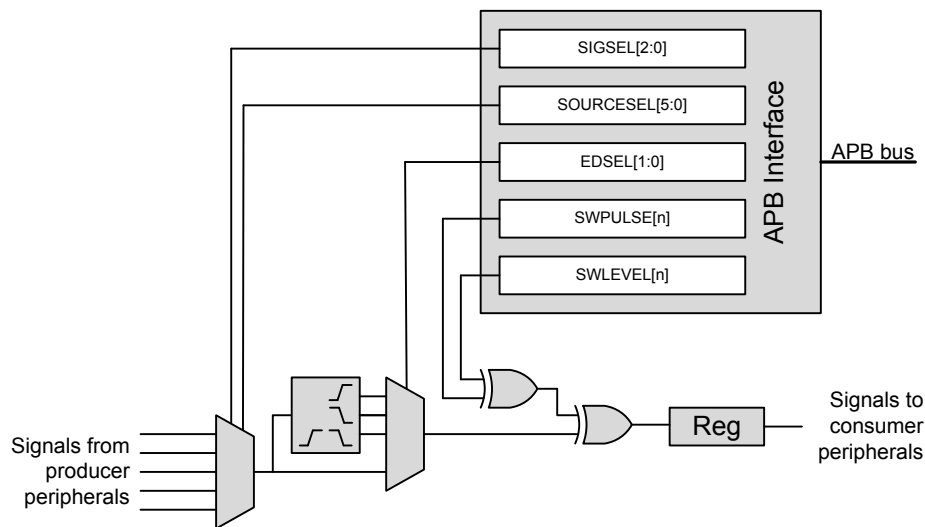 SIGSEL[2:0]
SOURCESEL[5:0]
EDSEL[1:0]
SWPULSE[n]
SWLEVEL[n]
APB Interface
APB bus
Signals from
producer
peripherals
Reg
Signals to
consumer
peripherals